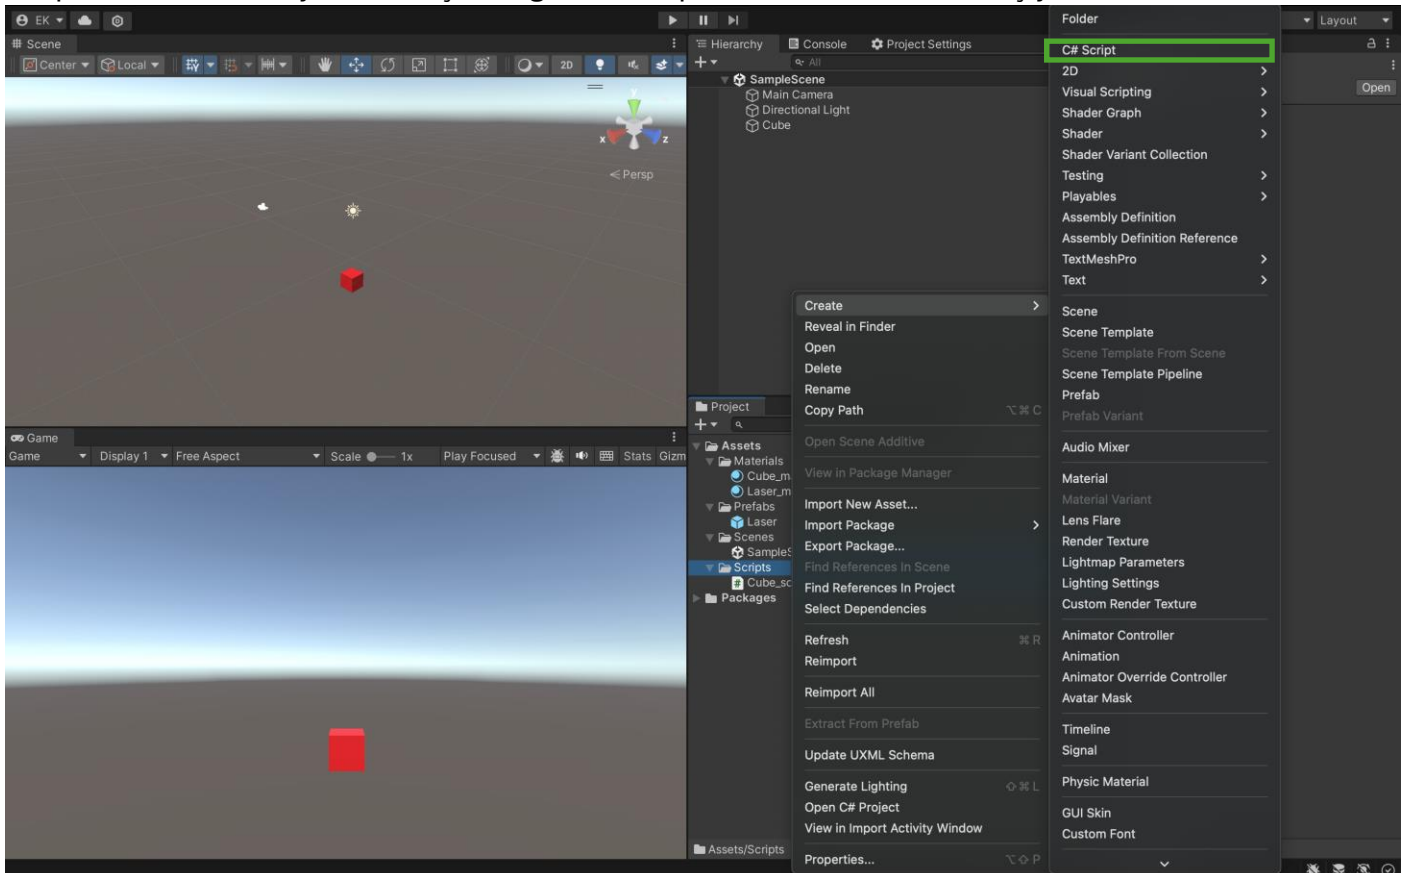 EK
Layout
Scene
Center
Local
2D
Persp
y
x
z
Hierarchy
Console
Project Settings
All
SampleScene
Main Camera
Directional Light
Cube
Open
Game
Game
Display 1
Free Aspect
Scale
1x
Play Focused
Stats
Gizm
Project
Assets
Materials
Cube_m
Laser_m
Prefabs
Laser
Scenes
SampleS
Scripts
Cube_sc
Packages
Assets/Scripts
Create
Reveal in Finder
Open
Delete
Rename
Copy Path ⌥⌘C
Open Scene Additive
View in Package Manager
Import New Asset...
Import Package
Export Package...
Find References In Scene
Find References In Project
Select Dependencies
Refresh ⌘R
Reimport
Reimport All
Extract From Prefab
Update UXML Schema
Generate Lighting ⇧⌘L
Open C# Project
View in Import Activity Window
Properties... ⌥⇧P
Folder
C# Script
2D
Visual Scripting
Shader Graph
Shader
Shader Variant Collection
Testing
Playables
Assembly Definition
Assembly Definition Reference
TextMeshPro
Text
Scene
Scene Template
Scene Template From Scene
Scene Template Pipeline
Prefab
Prefab Variant
Audio Mixer
Material
Material Variant
Lens Flare
Render Texture
Lightmap Parameters
Lighting Settings
Custom Render Texture
Animator Controller
Animation
Animator Override Controller
Avatar Mask
Timeline
Signal
Physic Material
GUI Skin
Custom Font